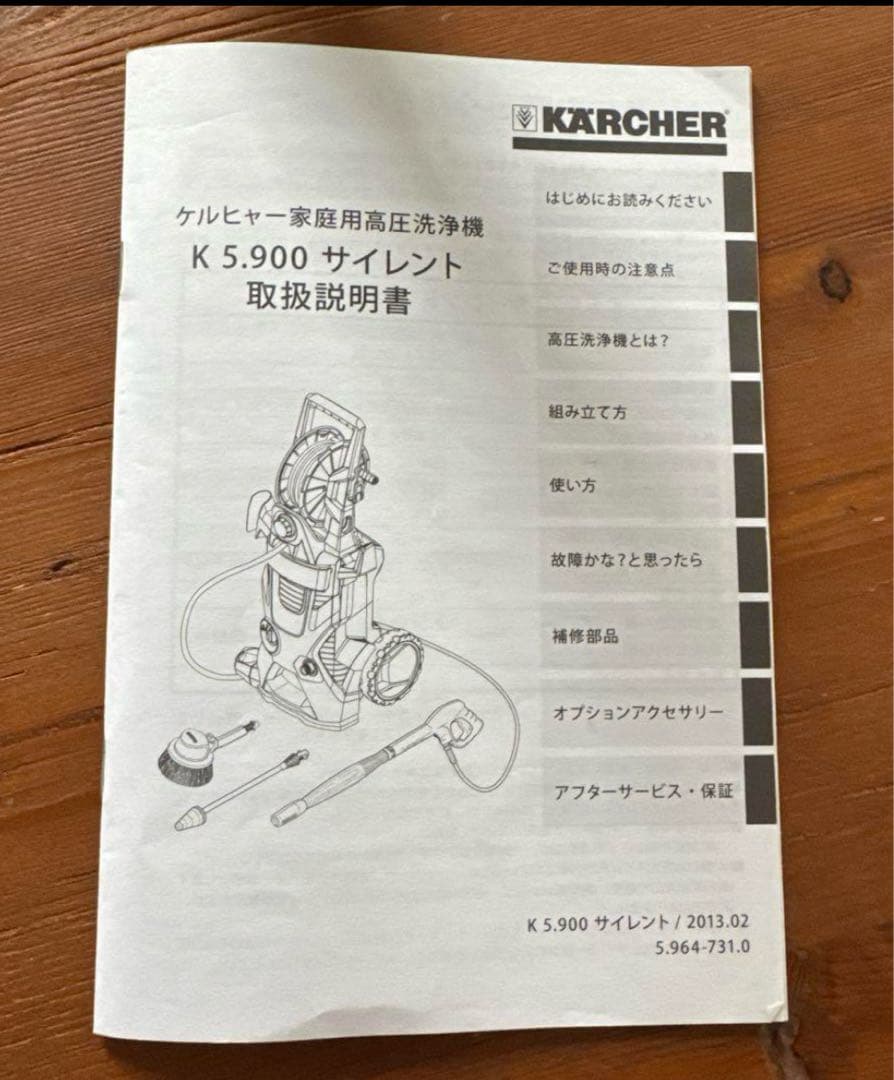 KÄRCHER
ケルヒャー家庭用高圧洗浄機
K 5.900 サイレント
取扱説明書
はじめにお読みください
ご使用時の注意点
高圧洗浄機とは？
組み立て方
使い方
故障かな？と思ったら
補修部品
オプションアクセサリー
アフターサービス・保証
K 5.900 サイレント / 2013.02
5.964-731.0